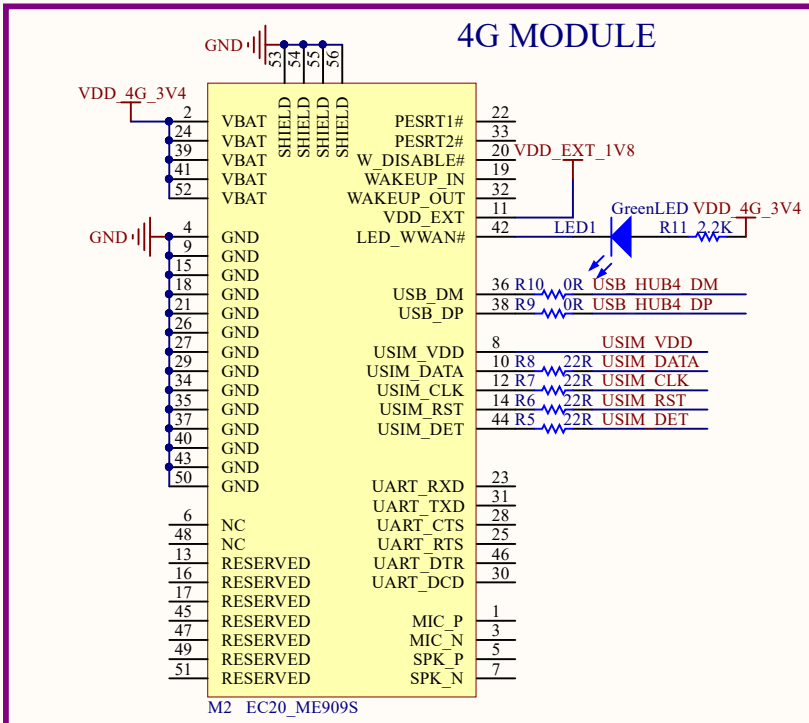 4G MODULE
GND
53
54
55
56
SHIELD
SHIELD
SHIELD
SHIELD
VDD_4G_3V4
2 VBAT
24 VBAT
39 VBAT
41 VBAT
52 VBAT
GND
4 GND
9 GND
15 GND
18 GND
21 GND
26 GND
27 GND
29 GND
34 GND
35 GND
37 GND
40 GND
43 GND
50 GND
6 NC
48 NC
13 RESERVED
16 RESERVED
17 RESERVED
45 RESERVED
47 RESERVED
49 RESERVED
51 RESERVED
PESRT1# 22
PESRT2# 33
W_DISABLE# 20 VDD_EXT_1V8
WAKEUP_IN 19
WAKEUP_OUT 32
VDD_EXT 11
GreenLED VDD_4G_3V4
LED_WWAN# 42 LED1 R11 2.2K
USB_DM 36 R10 0R USB_HUB4_DM
USB_DP 38 R9 0R USB_HUB4_DP
USIM_VDD 8 USIM_VDD
USIM_DATA 10 R8 22R USIM_DATA
USIM_CLK 12 R7 22R USIM_CLK
USIM_RST 14 R6 22R USIM_RST
USIM_DET 44 R5 22R USIM_DET
UART_RXD 23
UART_TXD 31
UART_CTS 28
UART_RTS 25
UART_DTR 46
UART_DCD 30
MIC_P 1
MIC_N 3
SPK_P 5
SPK_N 7
M2 EC20_ME909S